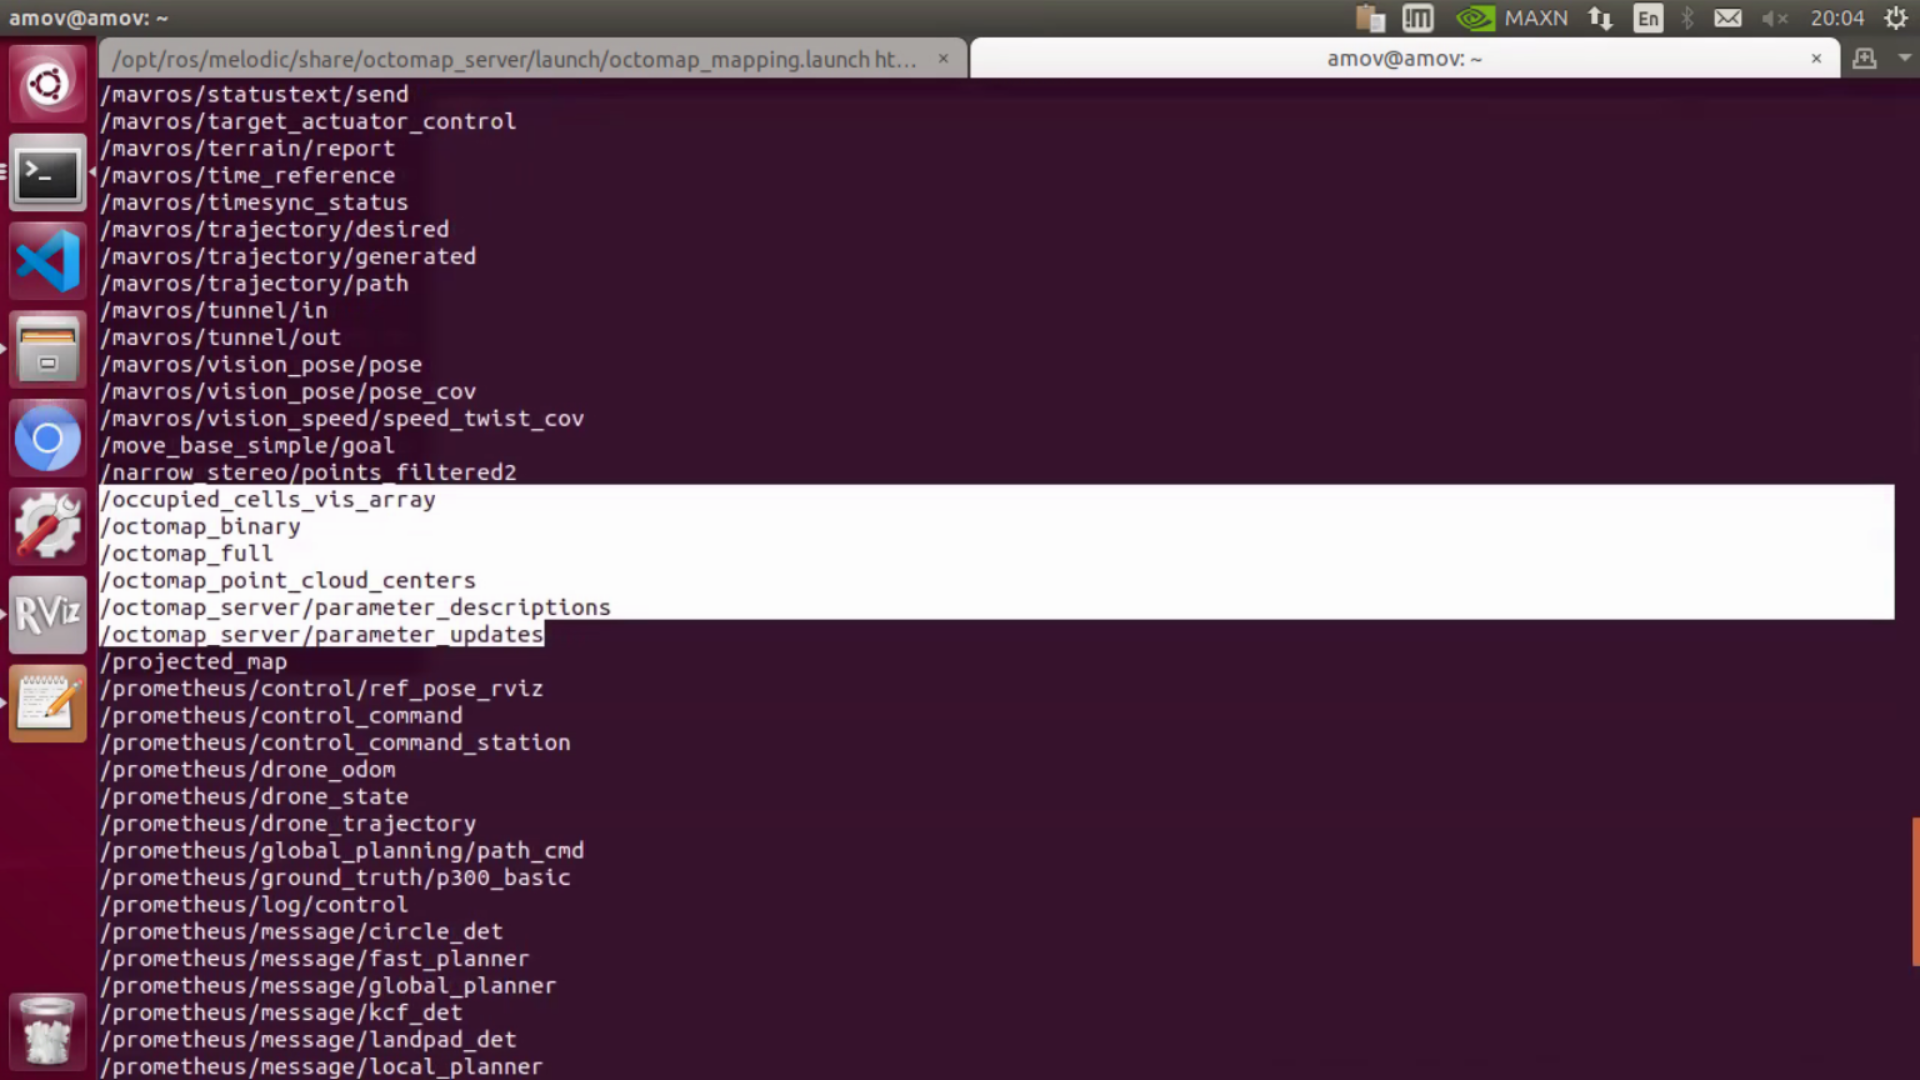 amov@amov: ~
MAXN
En
20:04
/opt/ros/melodic/share/octomap_server/launch/octomap_mapping.launch ht...
amov@amov: ~
/mavros/statustext/send
/mavros/target_actuator_control
/mavros/terrain/report
/mavros/time_reference
/mavros/timesync_status
/mavros/trajectory/desired
/mavros/trajectory/generated
/mavros/trajectory/path
/mavros/tunnel/in
/mavros/tunnel/out
/mavros/vision_pose/pose
/mavros/vision_pose/pose_cov
/mavros/vision_speed/speed_twist_cov
/move_base_simple/goal
/narrow_stereo/points_filtered2
/occupied_cells_vis_array
/octomap_binary
/octomap_full
/octomap_point_cloud_centers
/octomap_server/parameter_descriptions
/octomap_server/parameter_updates
/projected_map
/prometheus/control/ref_pose_rviz
/prometheus/control_command
/prometheus/control_command_station
/prometheus/drone_odom
/prometheus/drone_state
/prometheus/drone_trajectory
/prometheus/global_planning/path_cmd
/prometheus/ground_truth/p300_basic
/prometheus/log/control
/prometheus/message/circle_det
/prometheus/message/fast_planner
/prometheus/message/global_planner
/prometheus/message/kcf_det
/prometheus/message/landpad_det
/prometheus/message/local_planner
RViz